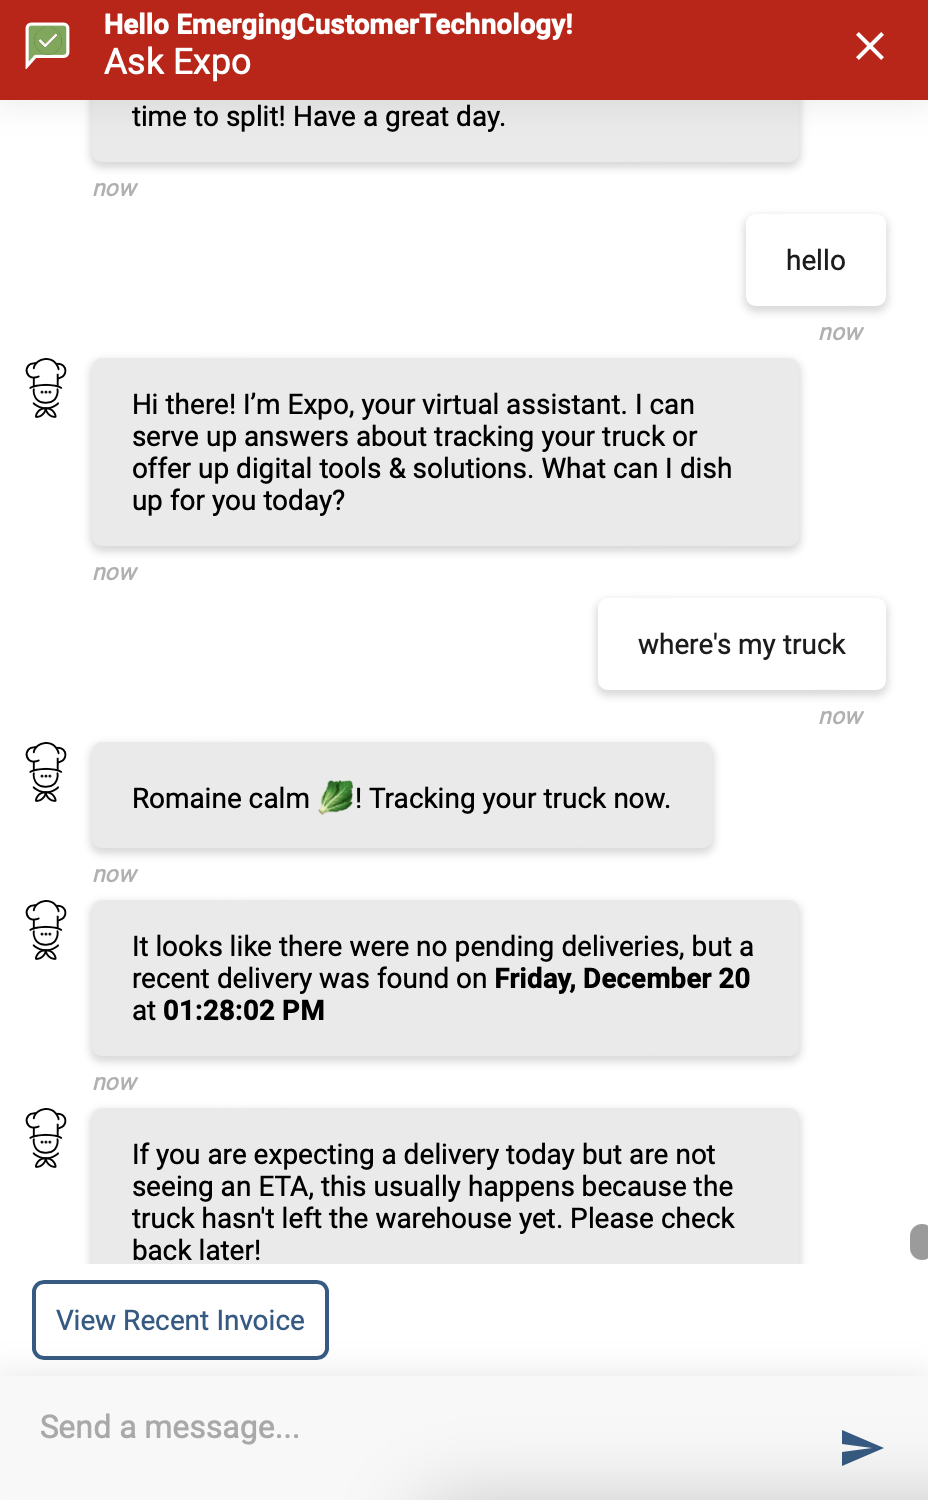 Hello EmergingCustomerTechnology!
Ask Expo
time to split! Have a great day.
now
hello
now
Hi there! I’m Expo, your virtual assistant. I can
serve up answers about tracking your truck or
offer up digital tools & solutions. What can I dish
up for you today?
now
where's my truck
now
Romaine calm 🥬! Tracking your truck now.
now
It looks like there were no pending deliveries, but a
recent delivery was found on Friday, December 20
at 01:28:02 PM
now
If you are expecting a delivery today but are not
seeing an ETA, this usually happens because the
truck hasn't left the warehouse yet. Please check
back later!
View Recent Invoice
Send a message...